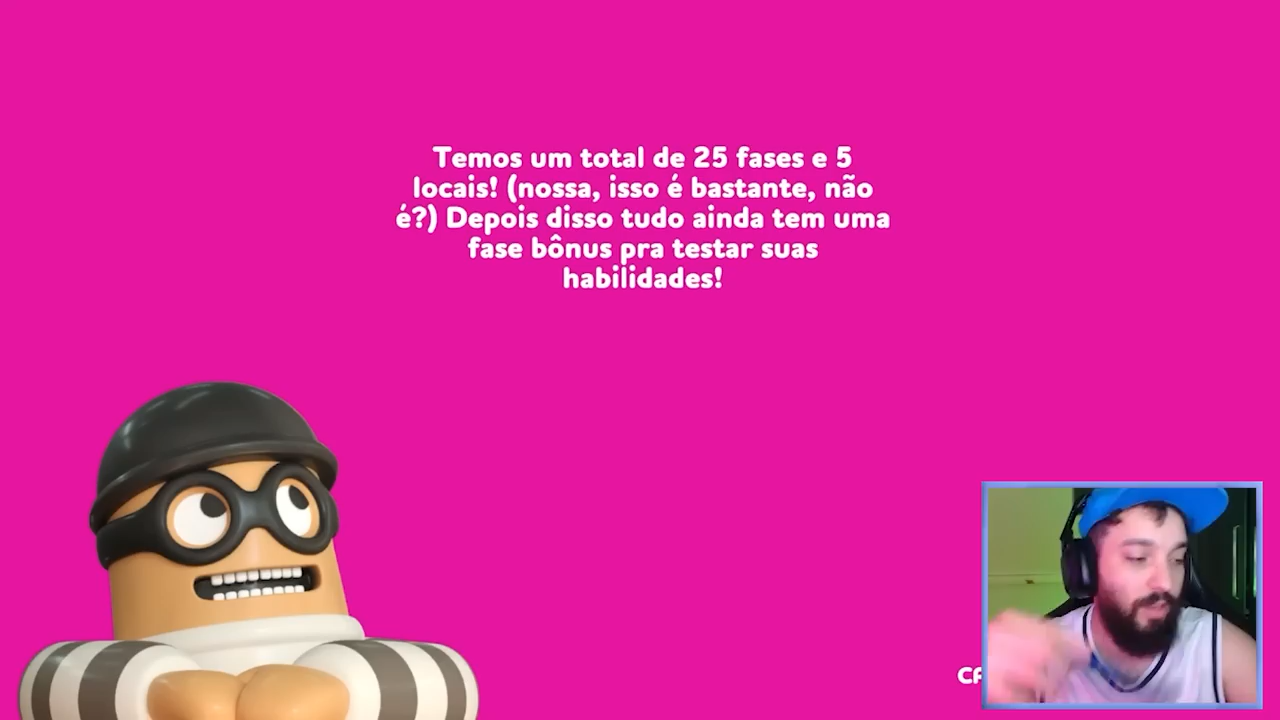 Temos um total de 25 fases e 5
locais! (nossa, isso é bastante, não
é?) Depois disso tudo ainda tem uma
fase bônus pra testar suas
habilidades!